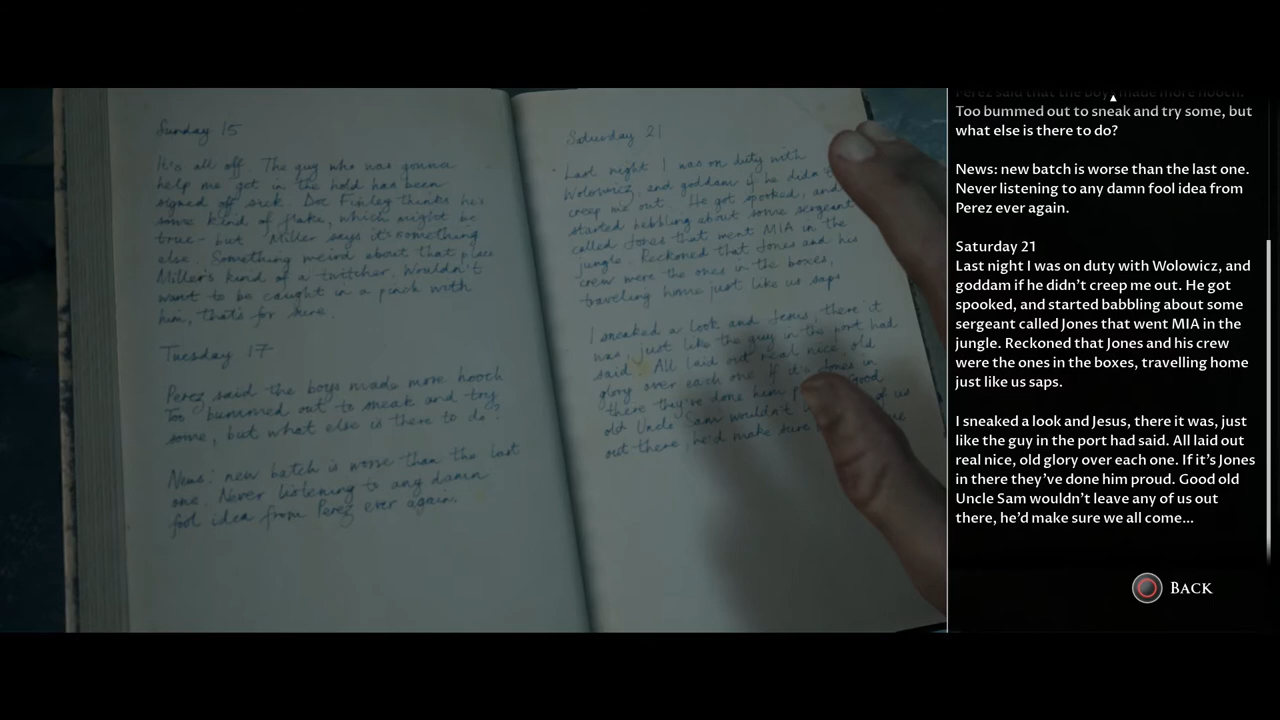 Sunday 15
It's all off. The guy who was gonna
help me get in the hold has been
signed off sick. Doc Finley thinks he's
some kind of flake, which might be
true - but Miller says it's something
else. Something weird about that place
Miller's kind of a twitcher. Wouldn't
want to be caught in a pinch with
him, that's for sure.
Tuesday 17
Perez said the boys made more hooch
Too bummed out to sneak and try
some, but what else is there to do?
News: new batch is worse than the last
one. Never listening to any damn
fool idea from Perez ever again.
Saturday 21
Last night I was on duty with
Wolowicz, and goddam if he didn't
creep me out. He got spooked, and
started babbling about some sergeant
called Jones that went MIA in the
jungle. Reckoned that Jones and his
crew were the ones in the boxes,
traveling home just like us saps
I sneaked a look and Jesus, there it
was, just like the guy in the port had
said. All laid out real nice, old
glory over each one. If it's Jones in
there they've done him good
old Uncle Sam wouldn't of us
out there, he'd make sure
Perez said that the boys made more hooch.
Too bummed out to sneak and try some, but
what else is there to do?
News: new batch is worse than the last one.
Never listening to any damn fool idea from
Perez ever again.
Saturday 21
Last night I was on duty with Wolowicz, and
goddam if he didn't creep me out. He got
spooked, and started babbling about some
sergeant called Jones that went MIA in the
jungle. Reckoned that Jones and his crew
were the ones in the boxes, travelling home
just like us saps.
I sneaked a look and Jesus, there it was, just
like the guy in the port had said. All laid out
real nice, old glory over each one. If it's Jones
in there they've done him proud. Good old
Uncle Sam wouldn't leave any of us out
there, he'd make sure we all come...
BACK